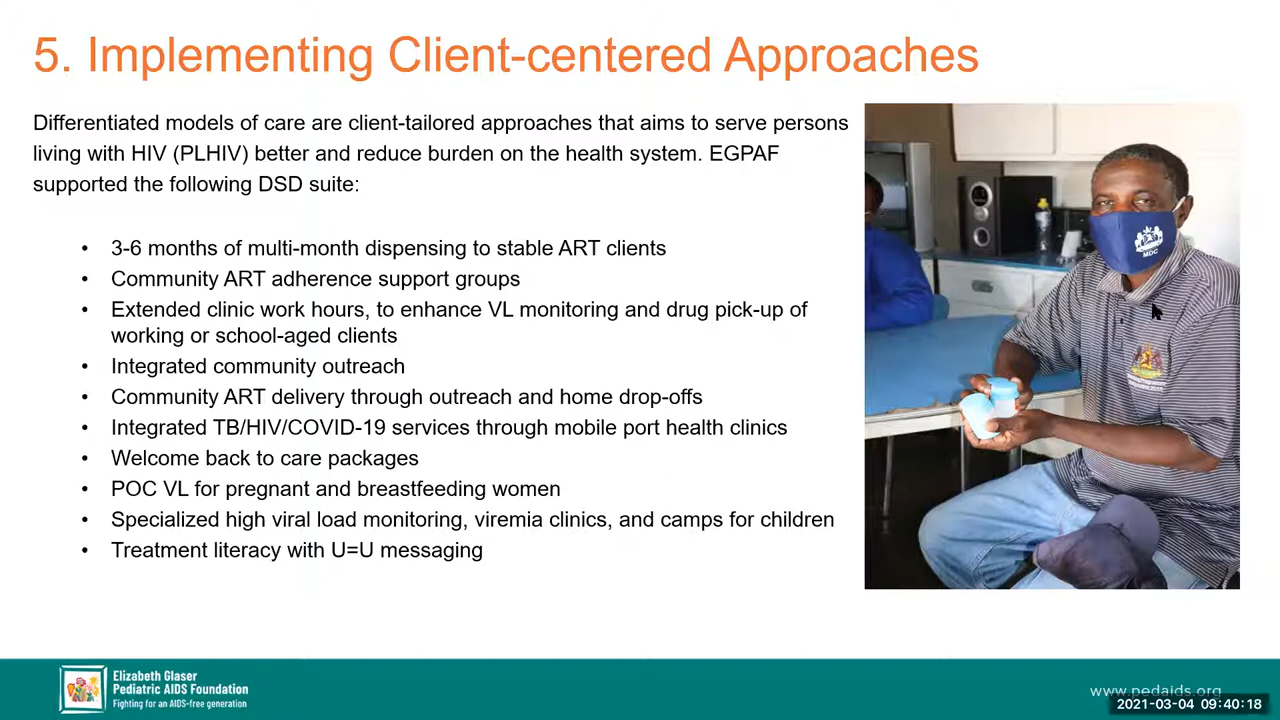 5. Implementing Client-centered Approaches
Differentiated models of care are client-tailored approaches that aims to serve persons
living with HIV (PLHIV) better and reduce burden on the health system. EGPAF
supported the following DSD suite:
• 3-6 months of multi-month dispensing to stable ART clients
• Community ART adherence support groups
• Extended clinic work hours, to enhance VL monitoring and drug pick-up of
working or school-aged clients
• Integrated community outreach
• Community ART delivery through outreach and home drop-offs
• Integrated TB/HIV/COVID-19 services through mobile port health clinics
• Welcome back to care packages
• POC VL for pregnant and breastfeeding women
• Specialized high viral load monitoring, viremia clinics, and camps for children
• Treatment literacy with U=U messaging
MDC
Elizabeth Glaser
Pediatric AIDS Foundation
Fighting for an AIDS-free generation
www.pedaids.org
2021-03-04 09:40:18